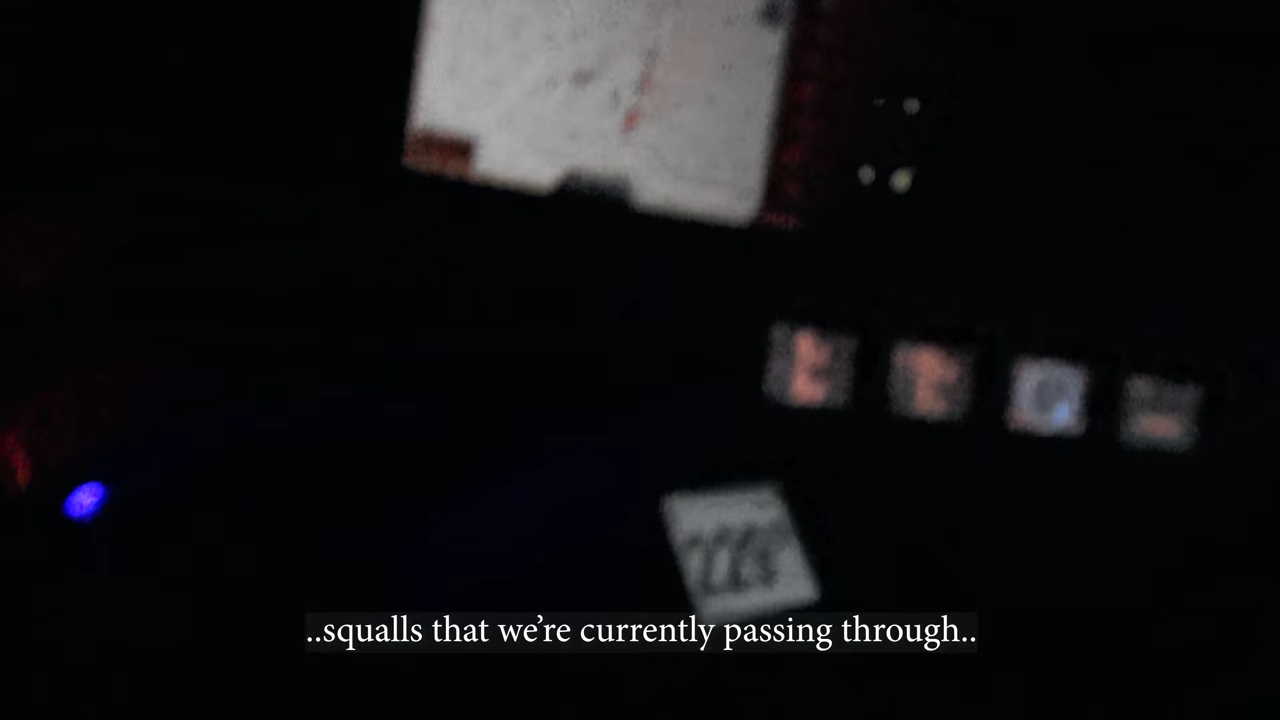 ..squalls that we’re currently passing through..